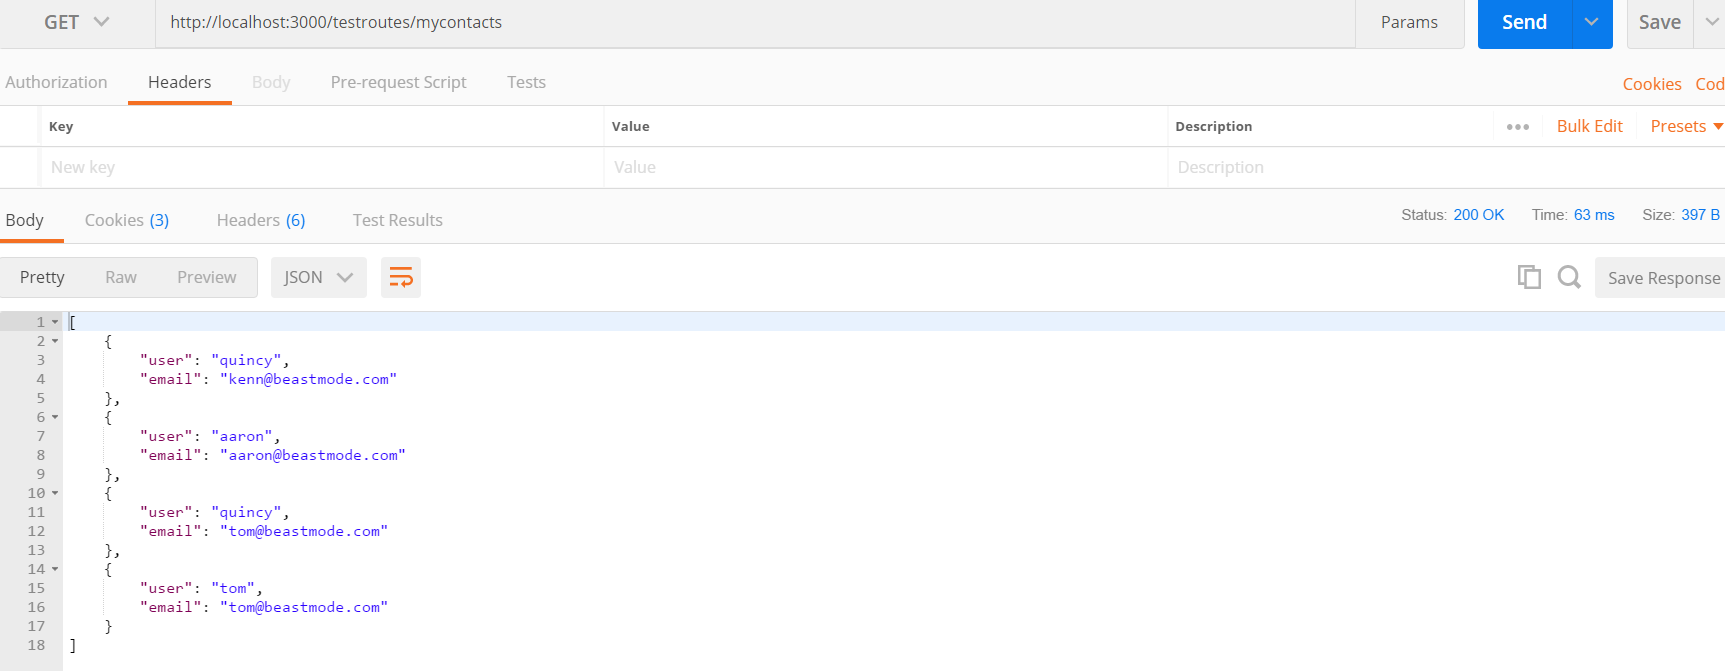 GET http://localhost:3000/testroutes/mycontacts Params Send Save
Authorization Headers Body Pre-request Script Tests Cookies Cod
Key Value Description ••• Bulk Edit Presets
New key Value Description
Body Cookies (3) Headers (6) Test Results Status: 200 OK Time: 63 ms Size: 397 B
Pretty Raw Preview JSON Save Response
1 [
2 {
3 "user": "quincy",
4 "email": "kenn@beastmode.com"
5 },
6 {
7 "user": "aaron",
8 "email": "aaron@beastmode.com"
9 },
10 {
11 "user": "quincy",
12 "email": "tom@beastmode.com"
13 },
14 {
15 "user": "tom",
16 "email": "tom@beastmode.com"
17 }
18 ]